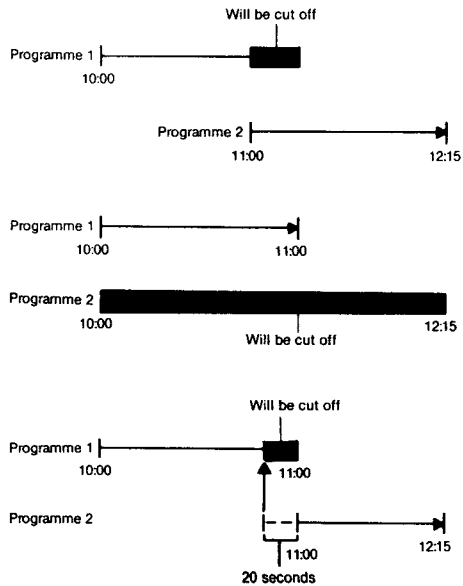 Will be cut off
Programme 1
10:00
Programme 2
11:00 12:15
Programme 1
10:00 11:00
Programme 2
10:00 12:15
Will be cut off
Will be cut off
Programme 1
10:00 11:00
Programme 2
11:00 12:15
20 seconds